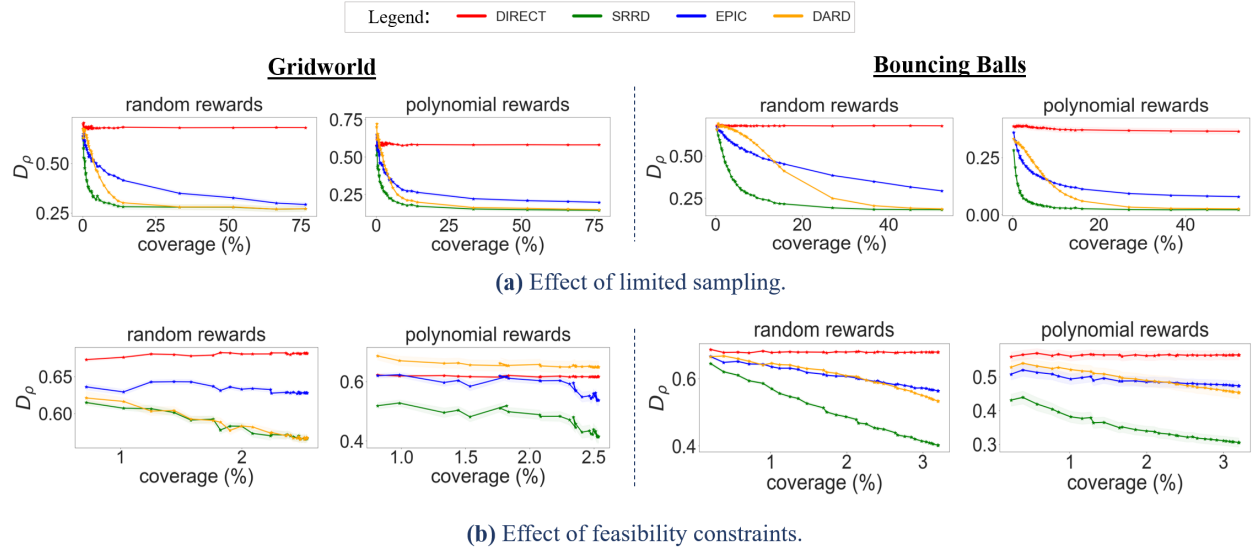 Legend: DIRECT SRRD EPIC DARD
Gridworld
Bouncing Balls
random rewards
polynomial rewards
random rewards
polynomial rewards
Dρ
0.50
0.25
0 25 50 75
coverage (%)
0.75
0.50
0.25
0 25 50 75
coverage (%)
Dρ
0.50
0.25
0 20 40
coverage (%)
0.25
0.00
0 20 40
coverage (%)
(a) Effect of limited sampling.
random rewards
polynomial rewards
random rewards
polynomial rewards
Dρ
0.65
0.60
1 2
coverage (%)
0.6
0.4
1.0 1.5 2.0 2.5
coverage (%)
Dρ
0.6
0.4
1 2 3
coverage (%)
0.5
0.4
0.3
1 2 3
coverage (%)
(b) Effect of feasibility constraints.